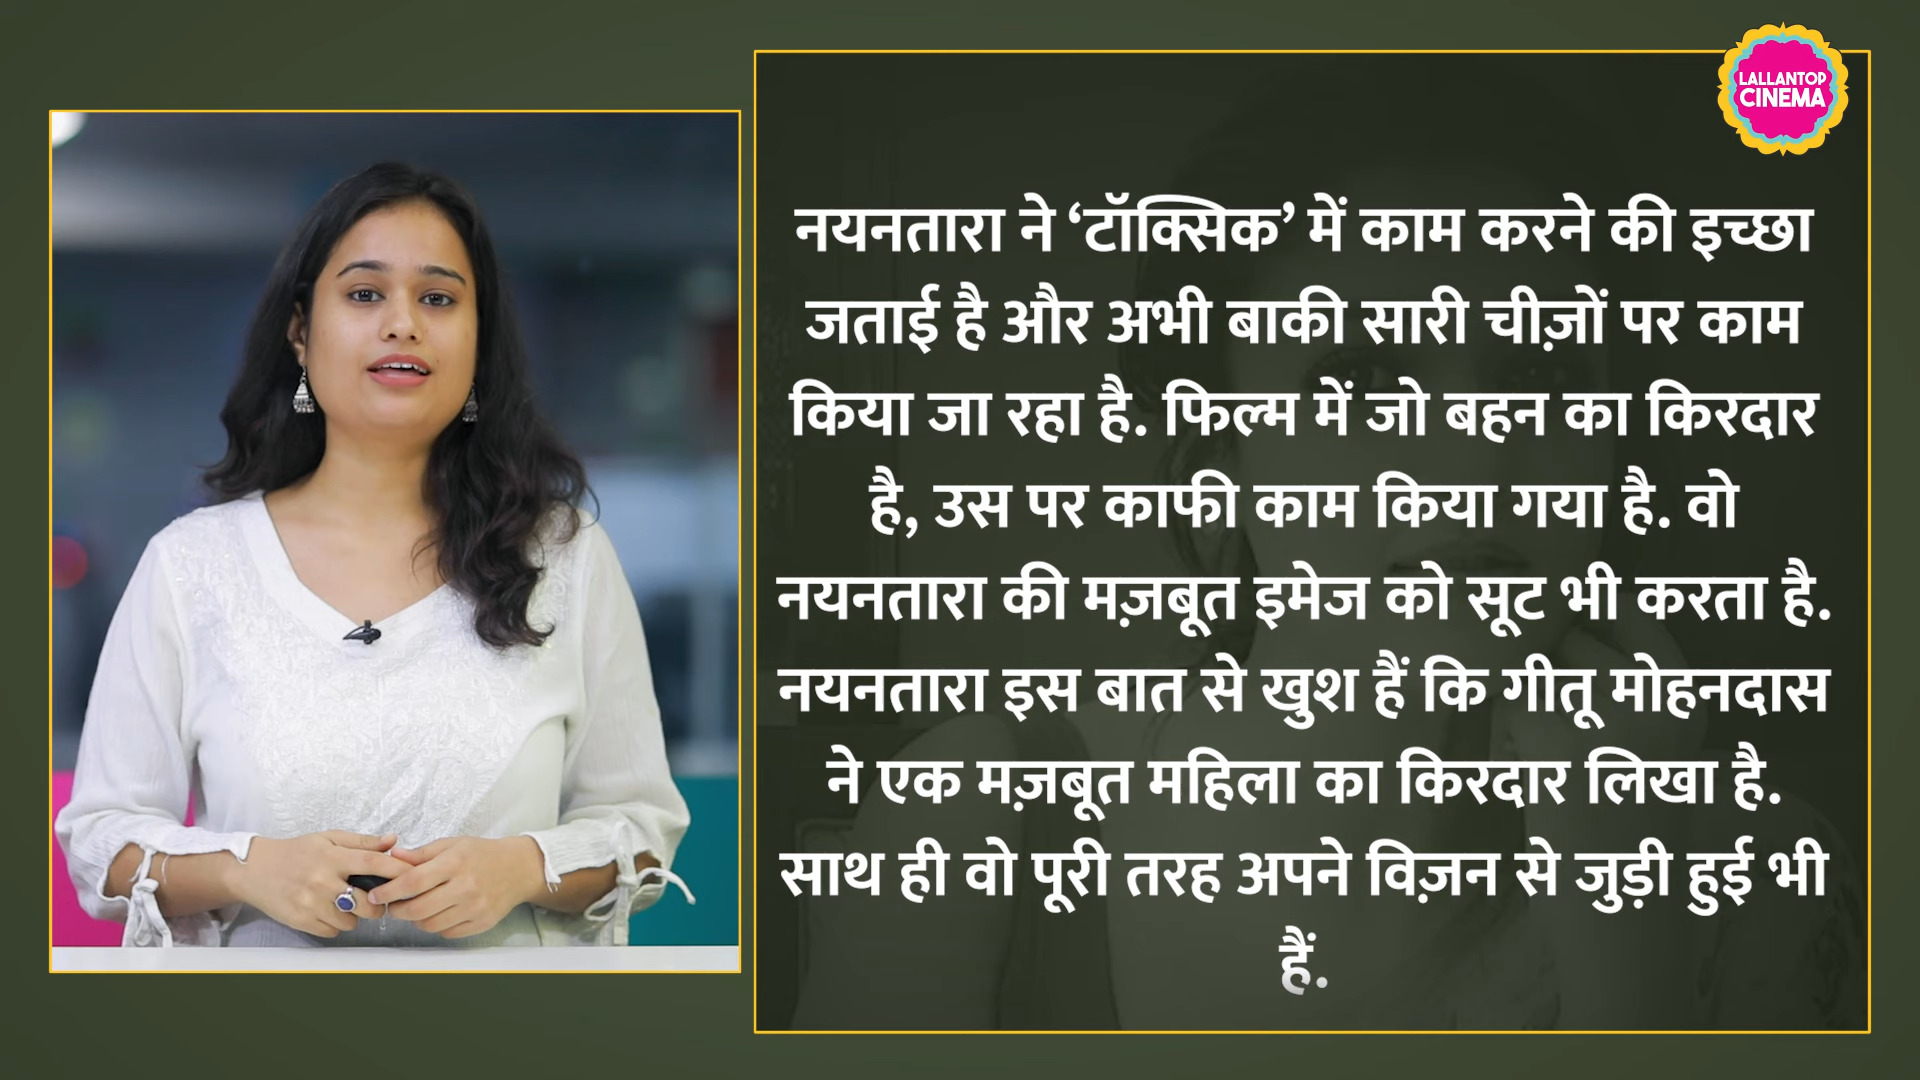 LALLANTOP
CINEMA
नयनतारा ने ‘टॉक्सिक’ में काम करने की इच्छा
जताई है और अभी बाकी सारी चीज़ों पर काम
किया जा रहा है. फिल्म में जो बहन का किरदार
है, उस पर काफी काम किया गया है. वो
नयनतारा की मज़बूत इमेज को सूट भी करता है.
नयनतारा इस बात से खुश हैं कि गीतू मोहनदास
ने एक मज़बूत महिला का किरदार लिखा है.
साथ ही वो पूरी तरह अपने विज़न से जुड़ी हुई भी
हैं.